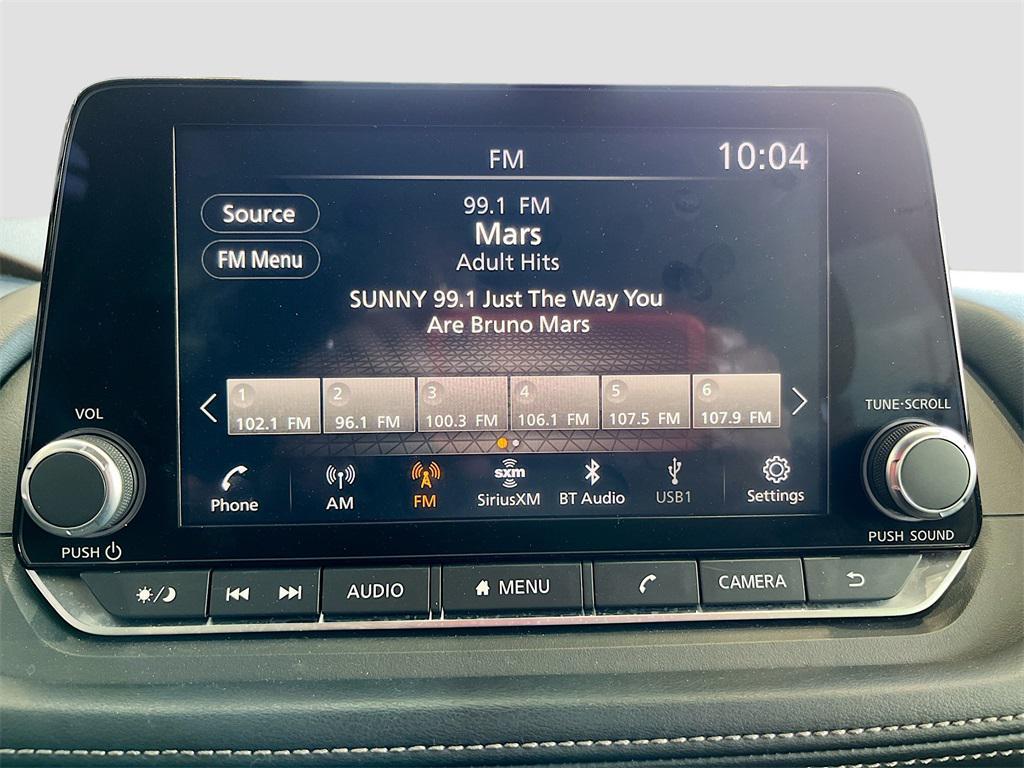 FM
10:04
Source
FM Menu
99.1 FM
Mars
Adult Hits
SUNNY 99.1 Just The Way You
Are Bruno Mars
1 2 3 4 5 6
102.1 FM 96.1 FM 100.3 FM 106.1 FM 107.5 FM 107.9 FM
VOL
TUNE·SCROLL
sxm
Phone AM FM SiriusXM BT Audio USB1 Settings
PUSH
PUSH SOUND
AUDIO MENU CAMERA